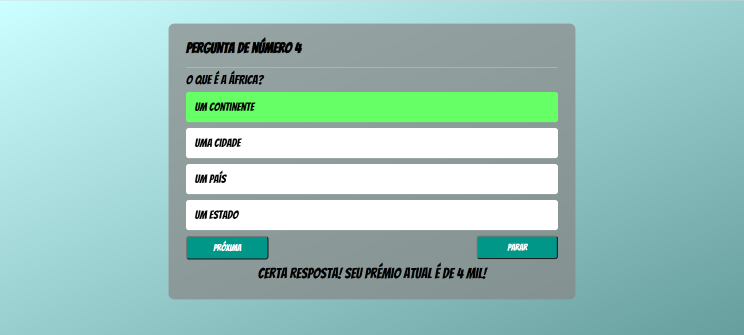 PERGUNTA DE NÚMERO 4
O QUE É A ÁFRICA?
UM CONTINENTE
UMA CIDADE
UM PAÍS
UM ESTADO
PRÓXIMA
PARAR
CERTA RESPOSTA! SEU PRÉMIO ATUAL É DE 4 MIL!